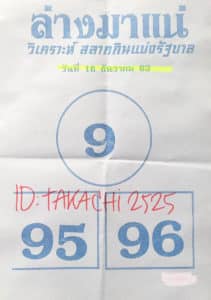 ล้างมาแน่
วิเคราะห์ สลากกินแบ่งรัฐบาล
วันที่ 16 ธันวาคม 63
9
ID: TAKACHi 2525
95 96